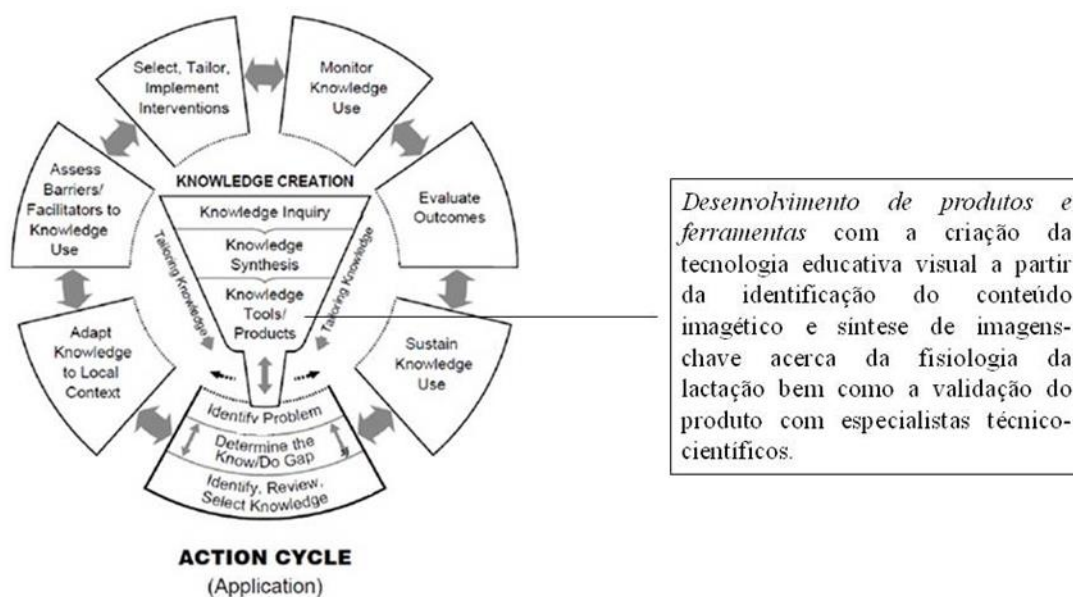 Select, Tailor,
Implement
Interventions
Monitor
Knowledge
Use
Assess
Barriers/
Facilitators to
Knowledge
Use
KNOWLEDGE CREATION
Evaluate
Outcomes
Knowledge Inquiry
Knowledge
Synthesis
Knowledge
Tools/
Products
Tailoring Knowledge
Tailoring Knowledge
Adapt
Knowledge
to Local
Context
Sustain
Knowledge
Use
Identify Problem
Determine the
Know/Do Gap
Identify, Review,
Select Knowledge
ACTION CYCLE
(Application)
Desenvolvimento de produtos e
ferramentas com a criação da
tecnologia educativa visual a partir
da identificação do conteúdo
imagético e síntese de imagens-
chave acerca da fisiologia da
lactação bem como a validação do
produto com especialistas técnico-
científicos.